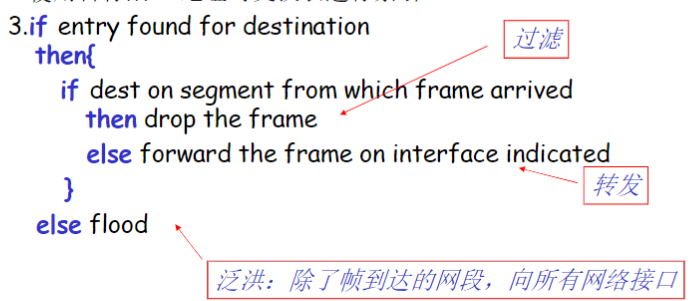 3.if entry found for destination
过滤
then{
if dest on segment from which frame arrived
then drop the frame
else forward the frame on interface indicated
}
转发
else flood
泛洪：除了帧到达的网段，向所有网络接口